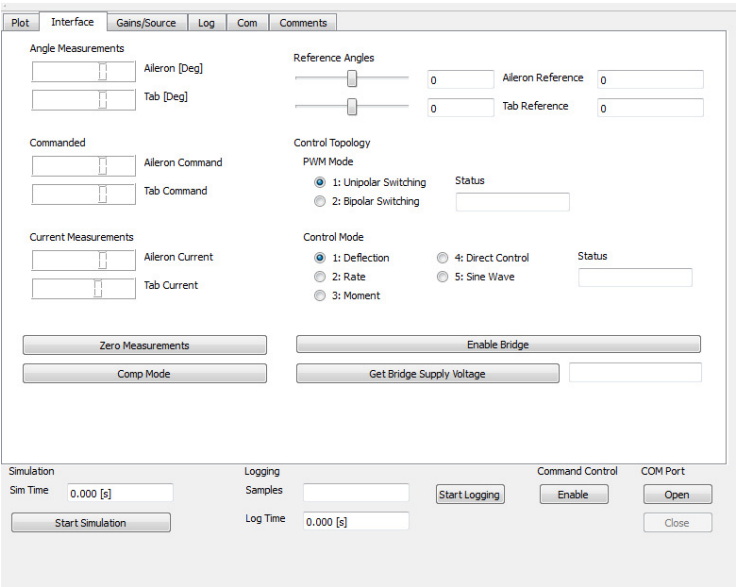 Plot Interface Gains/Source Log Com Comments
Angle Measurements
Aileron [Deg]
Tab [Deg]
Reference Angles
0 Aileron Reference 0
0 Tab Reference 0
Commanded
Aileron Command
Tab Command
Control Topology
PWM Mode
1: Unipolar Switching
2: Bipolar Switching
Status
Current Measurements
Aileron Current
Tab Current
Control Mode
1: Deflection
2: Rate
3: Moment
4: Direct Control
5: Sine Wave
Status
Zero Measurements
Comp Mode
Enable Bridge
Get Bridge Supply Voltage
Simulation
Sim Time 0.000 [s]
Start Simulation
Logging
Samples
Start Logging
Log Time 0.000 [s]
Command Control
Enable
COM Port
Open
Close